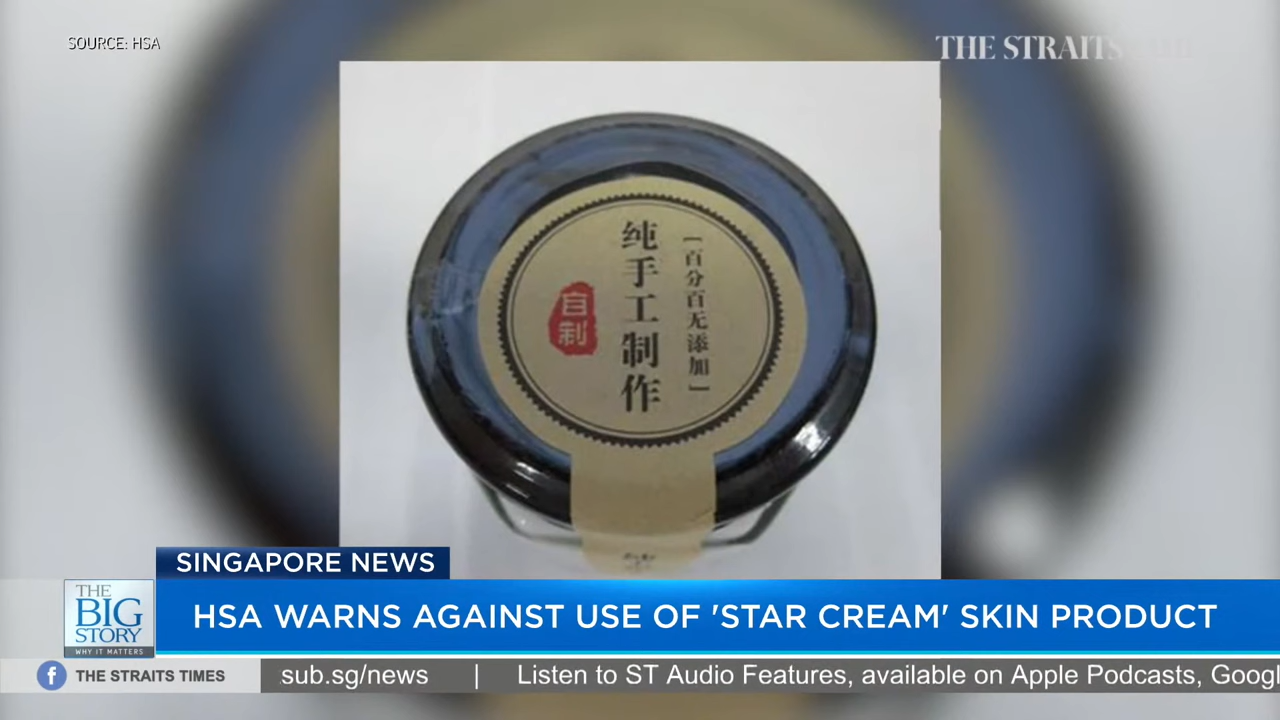 SOURCE: HSA
THE STRAITS
[百分百无添加]
纯手工制作
自制
SINGAPORE NEWS
THE
BIG
STORY
WHY IT MATTERS
HSA WARNS AGAINST USE OF 'STAR CREAM' SKIN PRODUCT
THE STRAITS TIMES
sub.sg/news | Listen to ST Audio Features, available on Apple Podcasts, Googl